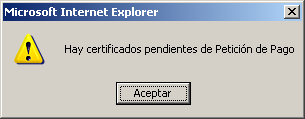 Microsoft Internet Explorer
Hay certificados pendientes de Petición de Pago
Aceptar